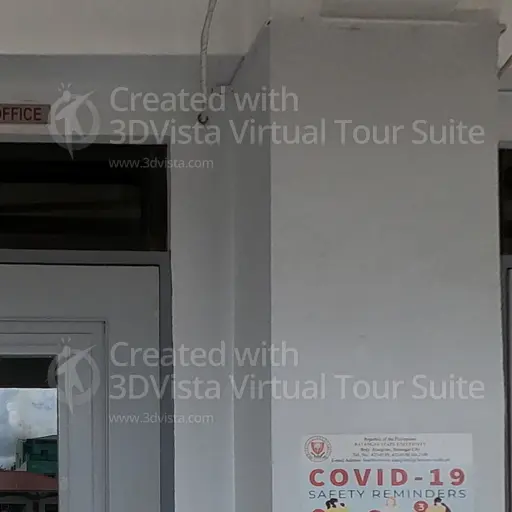 OFFICE
Created with
3DVista Virtual Tour Suite
www.3dvista.com
Created with
3DVista Virtual Tour Suite
www.3dvista.com
Republic of the Philippines
BATANGAS STATE UNIVERSITY
COVID-19
SAFETY REMINDERS
3